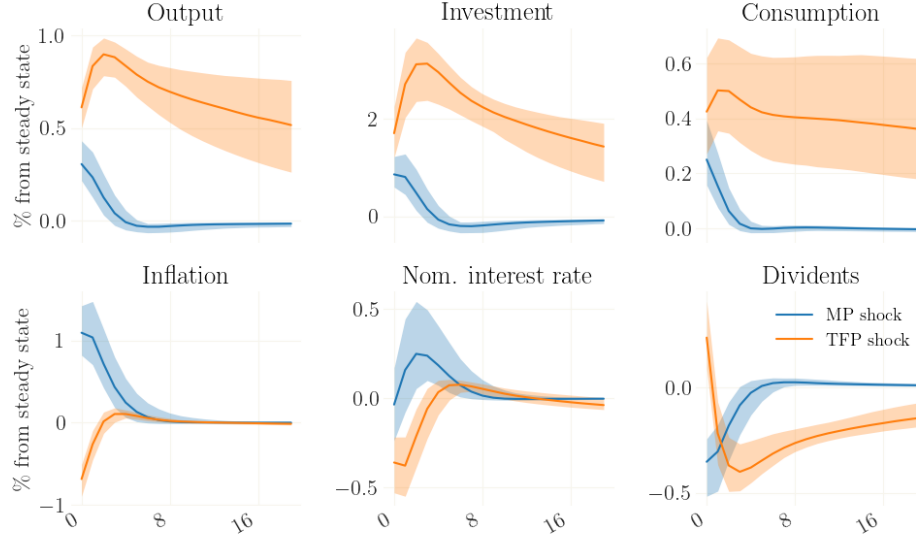 Output
Investment
Consumption
% from steady state
1.0
0.5
0.0
2
0
0.6
0.4
0.2
0.0
Inflation
Nom. interest rate
Dividents
% from steady state
1
0
−1
0.5
0.0
−0.5
0.0
−0.5
MP shock
TFP shock
0
8
16
0
8
16
0
8
16